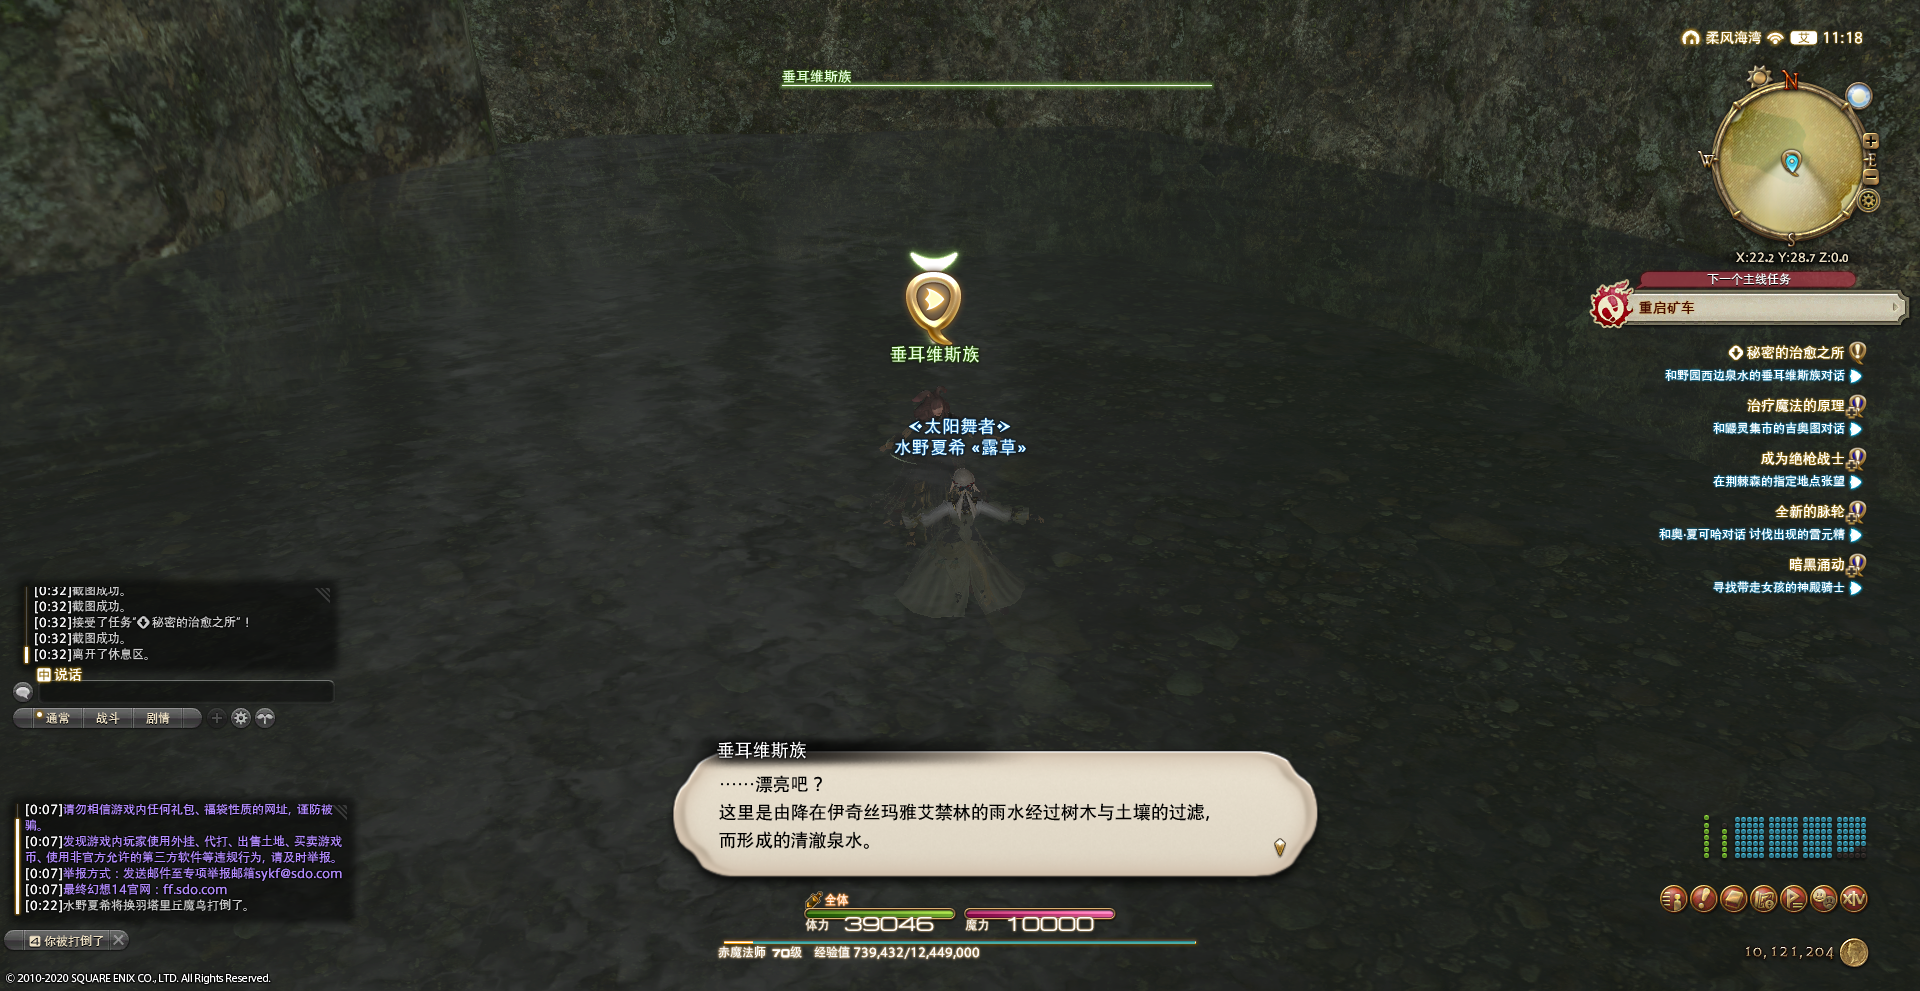 柔风海湾 艾 11:18
垂耳维斯族
N
W
E
S
X:22.2 Y:28.7 Z:0.0
下一个主线任务
重启矿车
秘密的治愈之所
和野园西边泉水的垂耳维斯族对话
治疗魔法的原理
和鼹灵集市的吉奥图对话
成为绝枪战士
在荆棘森的指定地点张望
全新的脉轮
和奥·夏可哈对话 讨伐出现的雷元精
暗黑涌动
寻找带走女孩的神殿骑士
垂耳维斯族
太阳舞者
水野夏希 «露草»
[0:32]截图成功。
[0:32]截图成功。
[0:32]接受了任务“秘密的治愈之所”！
[0:32]截图成功。
[0:32]离开了休息区。
说话
通常 战斗 剧情
垂耳维斯族
……漂亮吧？
这里是由降在伊奇丝玛雅艾禁林的雨水经过树木与土壤的过滤，
而形成的清澈泉水。
[0:07]请勿相信游戏内任何礼包、福袋性质的网址，谨防被
骗。
[0:07]发现游戏内玩家使用外挂、代打、出售土地、买卖游戏
币、使用非官方允许的第三方软件等违规行为，请及时举报。
[0:07]举报方式：发送邮件至专项举报邮箱sykf@sdo.com
[0:07]最终幻想14官网：ff.sdo.com
[0:22]水野夏希将换羽塔里丘魔鸟打倒了。
4 你被打倒了
全体
体力 39046 魔力 10000
赤魔法师 70级 经验值 739,432/12,449,000
XIV
10,121,204
© 2010-2020 SQUARE ENIX CO., LTD. All Rights Reserved.